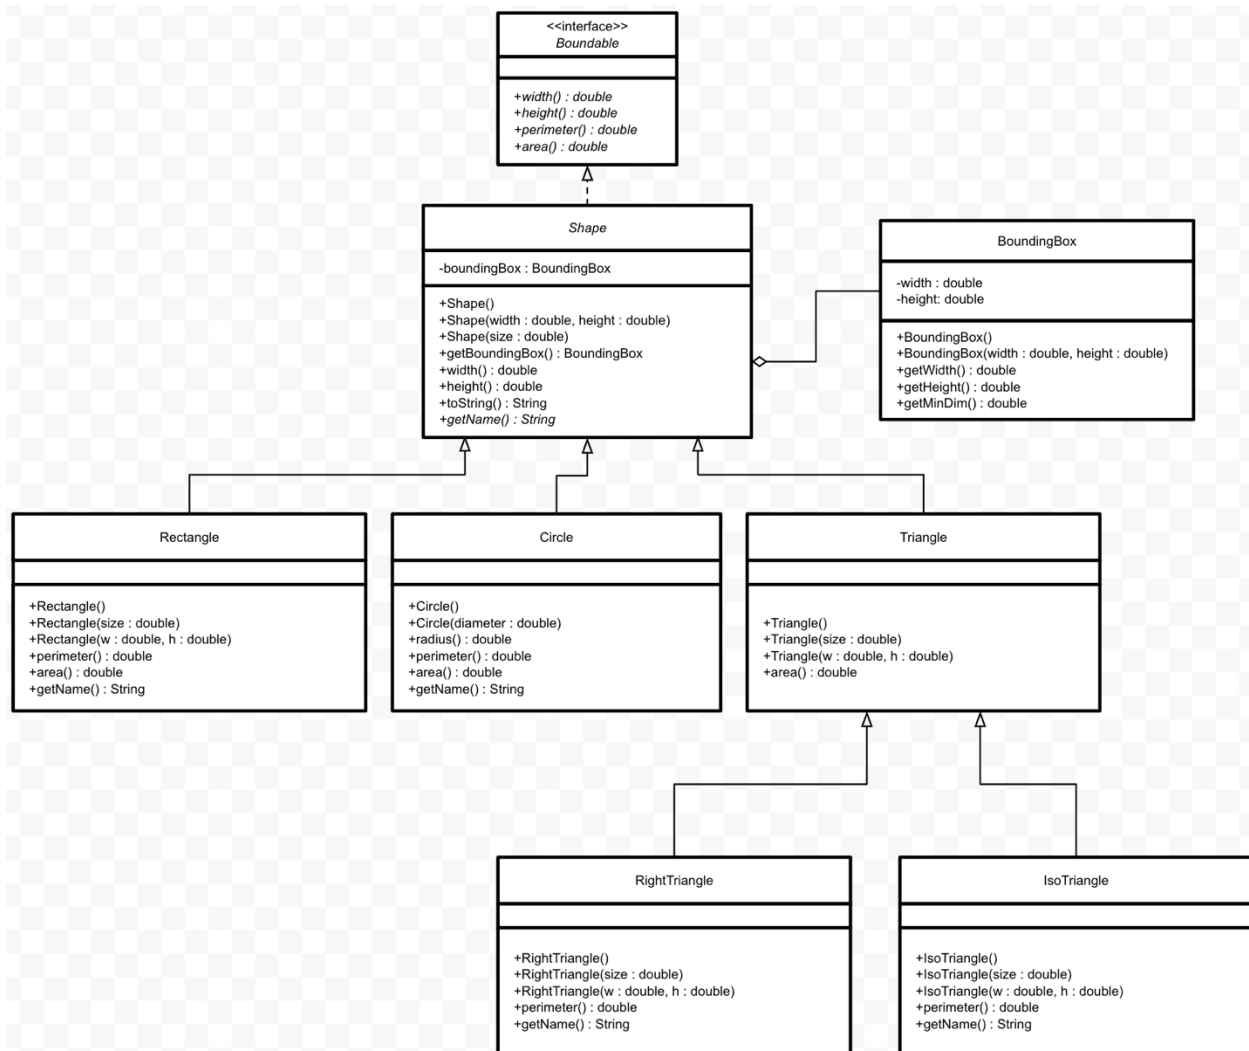 <<interface>>
Boundable
+width() : double
+height() : double
+perimeter() : double
+area() : double
Shape
-boundingBox : BoundingBox
+Shape()
+Shape(width : double, height : double)
+Shape(size : double)
+getBoundingBox() : BoundingBox
+width() : double
+height() : double
+toString() : String
+getName() : String
BoundingBox
-width : double
-height: double
+BoundingBox()
+BoundingBox(width : double, height : double)
+getWidth() : double
+getHeight() : double
+getMinDim() : double
Rectangle
+Rectangle()
+Rectangle(size : double)
+Rectangle(w : double, h : double)
+perimeter() : double
+area() : double
+getName() : String
Circle
+Circle()
+Circle(diameter : double)
+radius() : double
+perimeter() : double
+area() : double
+getName() : String
Triangle
+Triangle()
+Triangle(size : double)
+Triangle(w : double, h : double)
+area() : double
RightTriangle
+RightTriangle()
+RightTriangle(size : double)
+RightTriangle(w : double, h : double)
+perimeter() : double
+getName() : String
IsoTriangle
+IsoTriangle()
+IsoTriangle(size : double)
+IsoTriangle(w : double, h : double)
+perimeter() : double
+getName() : String